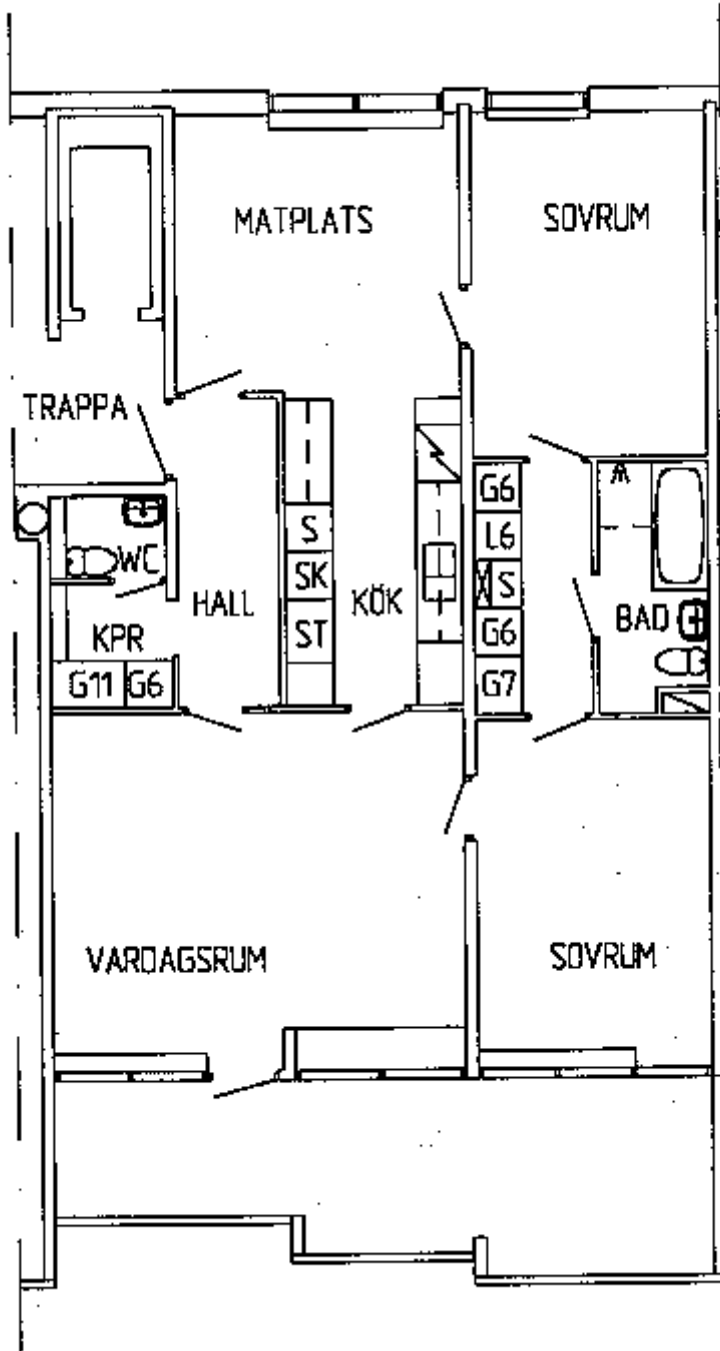 MATPLATS
SOVRUM
TRAPPA
G6
S
L6
WC
SK
S
HALL
KÖK
BAD
KPR
ST
G6
G11
G6
G7
VARDAGSRUM
SOVRUM